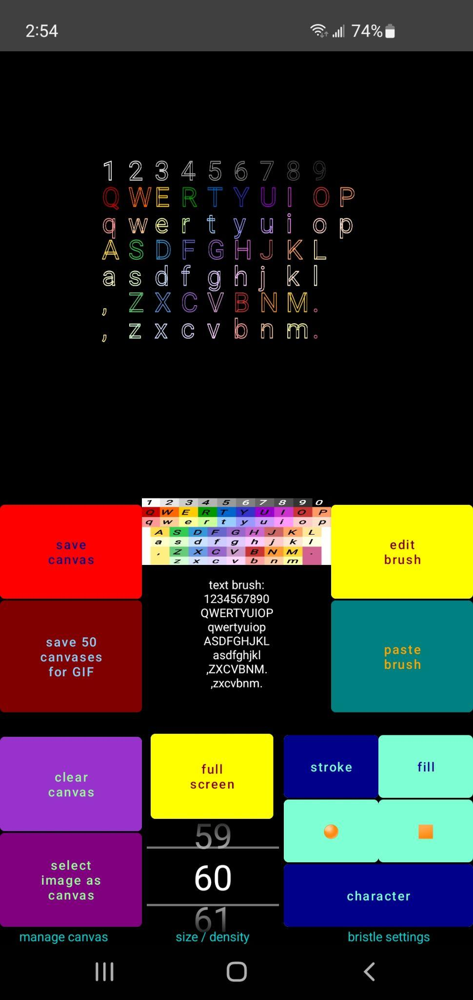 2:54
74%
1 2 3 4 5 6 7 8 9
Q W E R T Y U I O P
q w e r t y u i o p
A S D F G H J K L
a s d f g h j k l
, Z X C V B N M .
, z x c v b n m .
1 2 3 4 5 6 7 8 9 0
Q W E R T Y U I O P
q w e r t y u i o p
A S D F G H J K L
a s d f g h j k l
, Z X C V B N M .
z x c v b n m
save
canvas
edit
brush
text brush:
1234567890
QWERTYUIOP
qwertyuiop
ASDFGHJKL
asdfghjkl
,ZXCVBNM.
,zxcvbnm.
save 50
canvases
for GIF
paste
brush
clear
canvas
full
screen
stroke
fill
select
image as
canvas
59
60
61
character
manage canvas
size / density
bristle settings